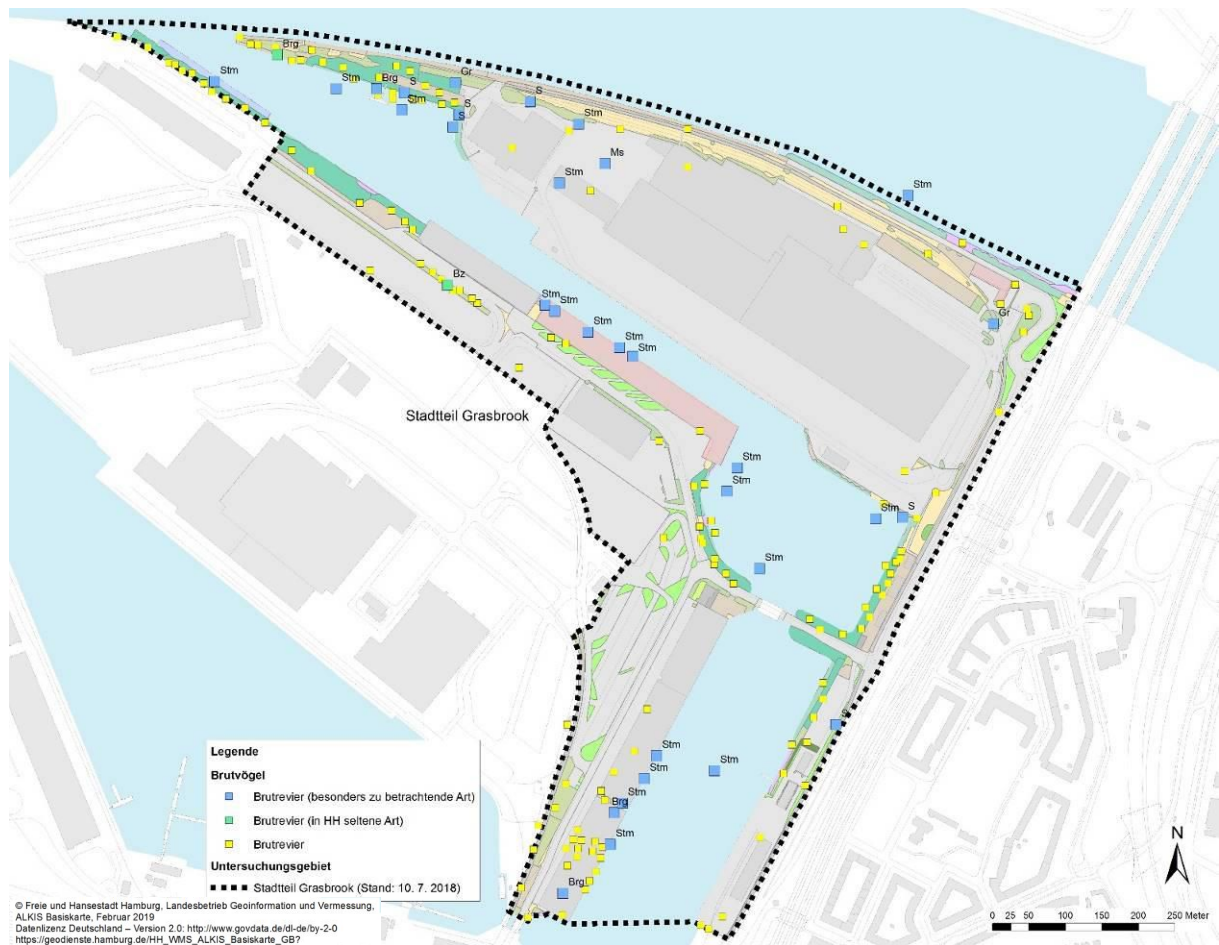 Brg
Stm
Stm
Brg
S
Gr
Stm
S
S
S
Stm
Ms
Stm
Stm
Bz
Stm
Stm
Stm
Stm
Stm
Gr
Stadtteil Grasbrook
Stm
Stm
Stm
S
Stm
S
Stm
Stm
Stm
Brg
Stm
Brg
Legende
Brutvögel
Brutrevier (besonders zu betrachtende Art)
Brutrevier (in HH seltene Art)
Brutrevier
Untersuchungsgebiet
Stadtteil Grasbrook (Stand: 10. 7. 2018)
© Freie und Hansestadt Hamburg, Landesbetrieb Geoinformation und Vermessung,
ALKIS Basiskarte, Februar 2019
Datenlizenz Deutschland – Version 2.0: http://www.govdata.de/dl-de/by-2-0
https://geodienste.hamburg.de/HH_WMS_ALKIS_Basiskarte_GB?
N
0 25 50 100 150 200 250 Meter